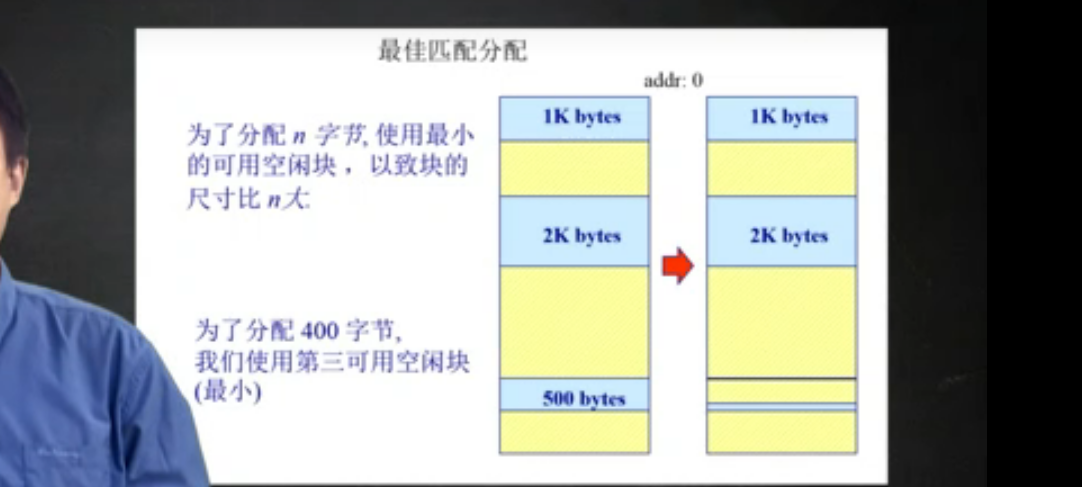 最佳匹配分配
addr: 0
为了分配 n 字节, 使用最小
的可用空闲块，以致块的
尺寸比 n大.
为了分配 400 字节,
我们使用第三可用空闲块
(最小)
1K bytes
2K bytes
500 bytes
1K bytes
2K bytes